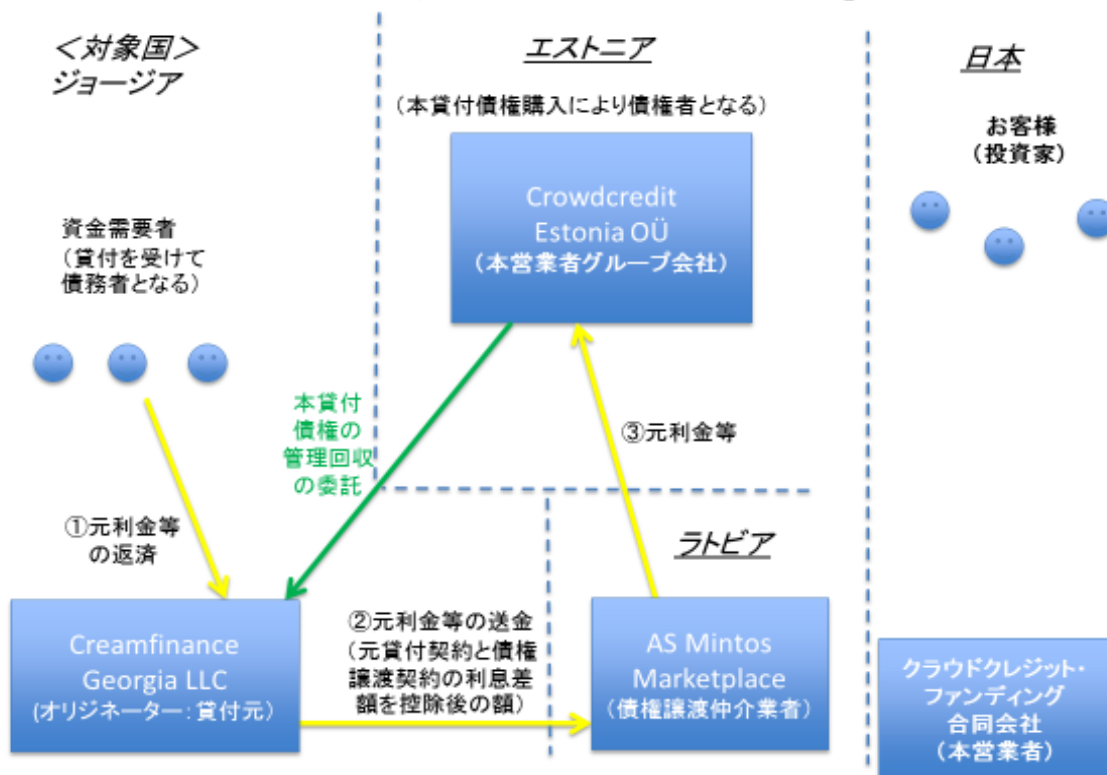 ＜対象国＞
ジョージア
資金需要者
（貸付を受けて
債務者となる）
①元利金等
の返済
Creamfinance
Georgia LLC
(オリジネーター：貸付元）
本貸付
債権の
管理回収
の委託
②元利金等の送金
（元貸付契約と債権
譲渡契約の利息差
額を控除後の額）
エストニア
（本貸付債権購入により債権者となる）
Crowdcredit
Estonia OÜ
（本営業者グループ会社）
③元利金等
ラトビア
AS Mintos
Marketplace
（債権譲渡仲介業者）
日本
お客様
（投資家）
クラウドクレジット・
ファンディング
合同会社
（本営業者）